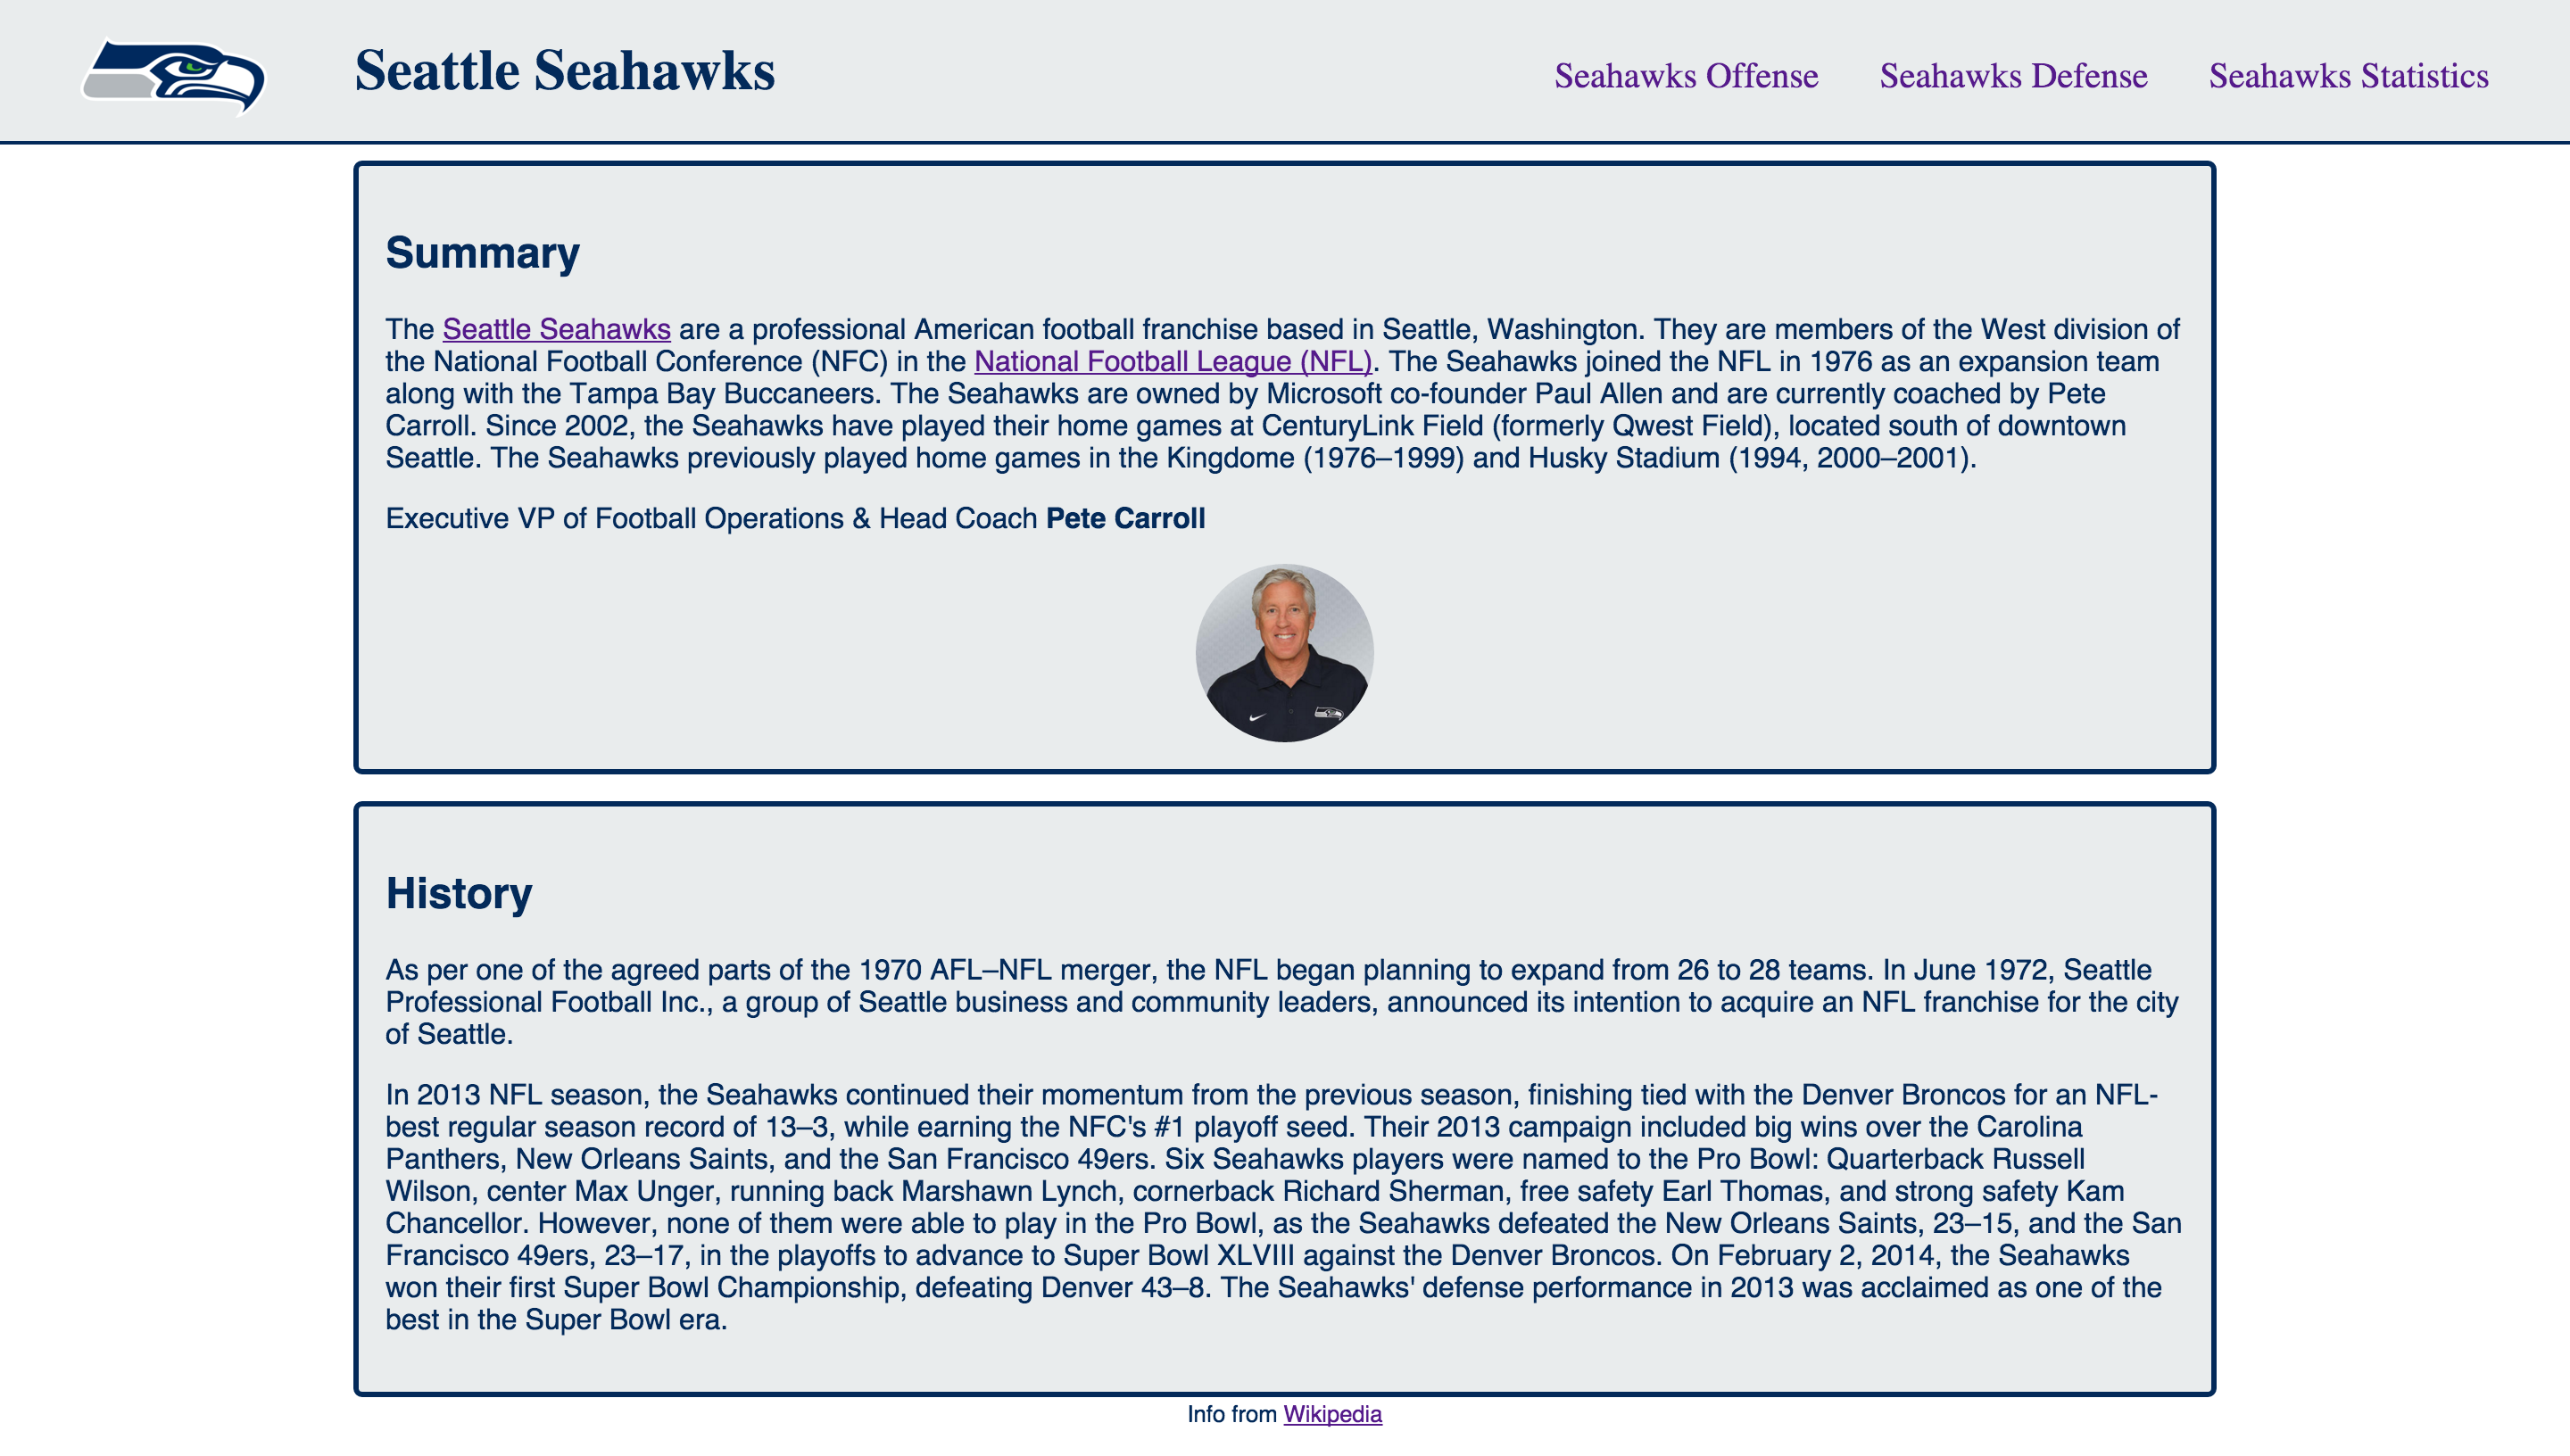 Seattle Seahawks
Seahawks Offense
Seahawks Defense
Seahawks Statistics
Summary
The Seattle Seahawks are a professional American football franchise based in Seattle, Washington. They are members of the West division of
the National Football Conference (NFC) in the National Football League (NFL). The Seahawks joined the NFL in 1976 as an expansion team
along with the Tampa Bay Buccaneers. The Seahawks are owned by Microsoft co-founder Paul Allen and are currently coached by Pete
Carroll. Since 2002, the Seahawks have played their home games at CenturyLink Field (formerly Qwest Field), located south of downtown
Seattle. The Seahawks previously played home games in the Kingdome (1976–1999) and Husky Stadium (1994, 2000–2001).
Executive VP of Football Operations & Head Coach Pete Carroll
History
As per one of the agreed parts of the 1970 AFL–NFL merger, the NFL began planning to expand from 26 to 28 teams. In June 1972, Seattle
Professional Football Inc., a group of Seattle business and community leaders, announced its intention to acquire an NFL franchise for the city
of Seattle.
In 2013 NFL season, the Seahawks continued their momentum from the previous season, finishing tied with the Denver Broncos for an NFL-
best regular season record of 13–3, while earning the NFC's #1 playoff seed. Their 2013 campaign included big wins over the Carolina
Panthers, New Orleans Saints, and the San Francisco 49ers. Six Seahawks players were named to the Pro Bowl: Quarterback Russell
Wilson, center Max Unger, running back Marshawn Lynch, cornerback Richard Sherman, free safety Earl Thomas, and strong safety Kam
Chancellor. However, none of them were able to play in the Pro Bowl, as the Seahawks defeated the New Orleans Saints, 23–15, and the San
Francisco 49ers, 23–17, in the playoffs to advance to Super Bowl XLVIII against the Denver Broncos. On February 2, 2014, the Seahawks
won their first Super Bowl Championship, defeating Denver 43–8. The Seahawks' defense performance in 2013 was acclaimed as one of the
best in the Super Bowl era.
Info from Wikipedia